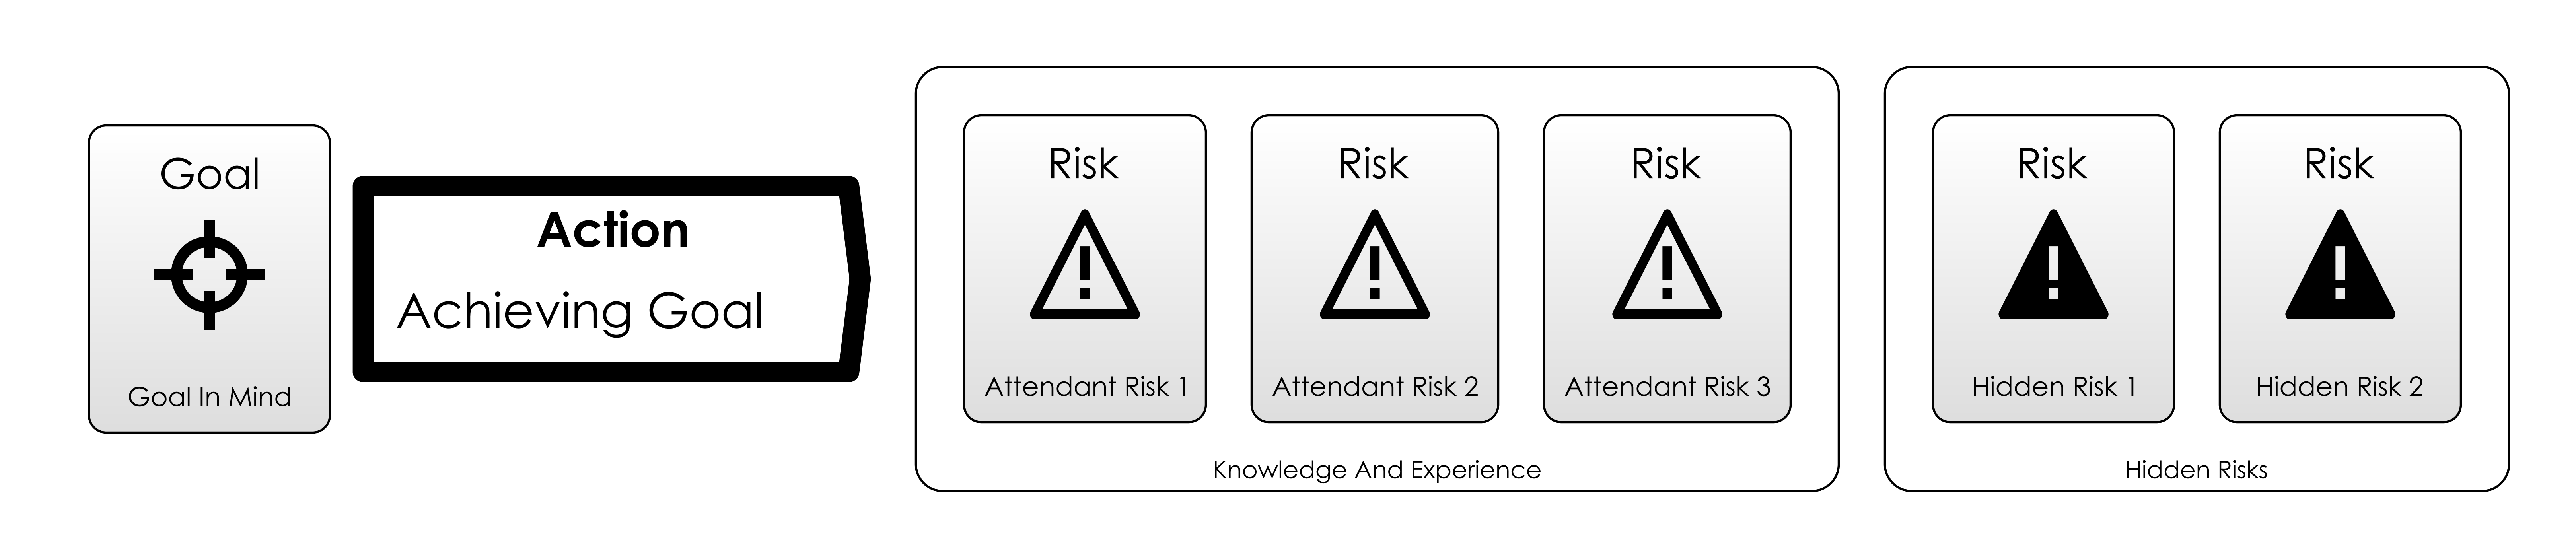 Goal
Goal In Mind
Action
Achieving Goal
Risk
Attendant Risk 1
Risk
Attendant Risk 2
Risk
Attendant Risk 3
Knowledge And Experience
Risk
Hidden Risk 1
Risk
Hidden Risk 2
Hidden Risks